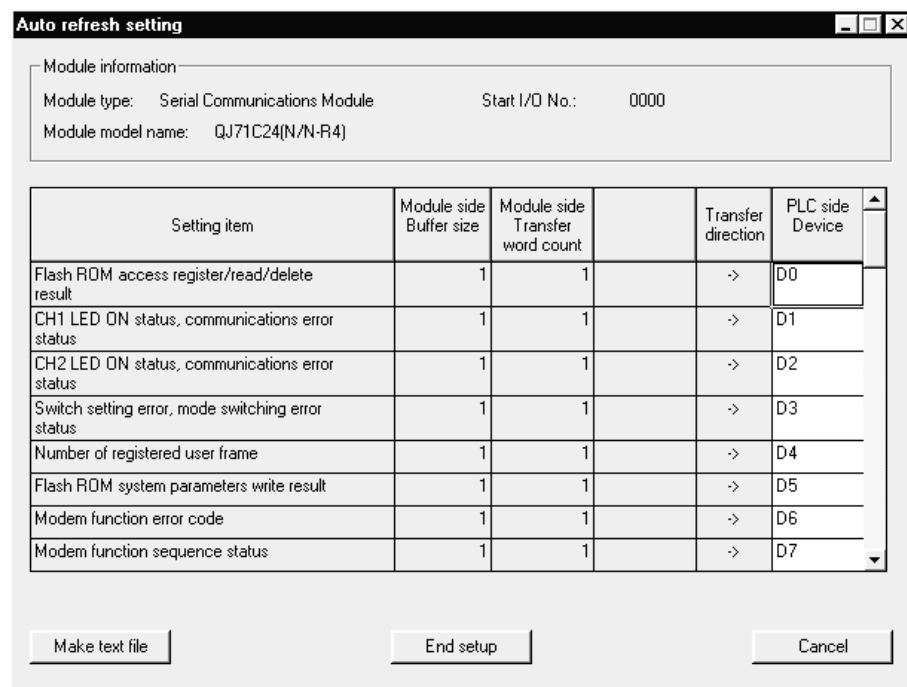 Auto refresh setting
Module information
Module type: Serial Communications Module Start I/O No.: 0000
Module model name: QJ71C24(N/N-R4)
Setting item Module side Buffer size Module side Transfer word count Transfer direction PLC side Device
Flash ROM access register/read/delete result 1 1 -> D0
CH1 LED ON status, communications error status 1 1 -> D1
CH2 LED ON status, communications error status 1 1 -> D2
Switch setting error, mode switching error status 1 1 -> D3
Number of registered user frame 1 1 -> D4
Flash ROM system parameters write result 1 1 -> D5
Modem function error code 1 1 -> D6
Modem function sequence status 1 1 -> D7
Make text file End setup Cancel